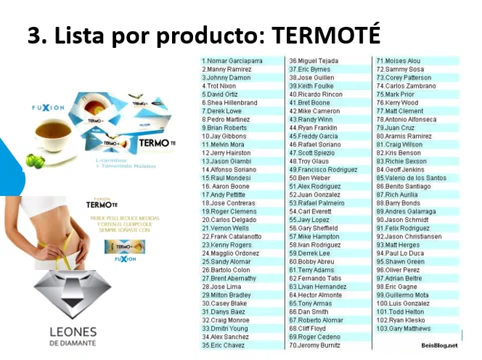 3. Lista por producto: TERMOTÉ
FUXION
TERMOTE
FUXION
TERMO TE
PIERDE PESO, REDUCE MEDIDAS
FUXION
LEONES
DE DIAMANTE
1.Nomar Garciaparra
2.Manny Ramirez
3.Johnny Damon
4.Trot Nixon
5.David Ortiz
6.Shea Hillenbrand
7.Derek Lowe
8.Pedro Martinez
9.Brian Roberts
10.Jay Gibbons
11.Melvin Mora
12.Jerry Hairston
13.Jason Giambi
14.Alfonso Soriano
15.Raul Mondesi
16.Aaron Boone
17.Andy Pettitte
18.Jose Contreras
19.Roger Clemens
20.Carlos Delgado
21.Vernon Wells
22.Frank Catalanotto
23.Kenny Rogers
24.Magglio Ordonez
25.Sandy Alomar
26.Bartolo Colon
27.Brent Abernathy
28.Jose Lima
29.Milton Bradley
30.Casey Blake
31.Danys Baez
32.Craig Monroe
33.Dmitri Young
34.Alex Sanchez
35.Eric Chavez
36.Miguel Tejada
37.Eric Byrnes
38.Jose Guillen
39.Keith Foulke
40.Ricardo Rincon
41.Bret Boone
42.Mike Cameron
43.Randy Winn
44.Ryan Franklin
45.Freddy Garcia
46.Rafael Soriano
47.Scott Spiezio
48.Troy Glaus
49.Francisco Rodriguez
50.Ben Weber
51.Alex Rodriguez
52.Juan Gonzalez
53.Rafael Palmeiro
54.Carl Everett
55.Javy Lopez
56.Gary Sheffield
57.Mike Hampton
58.Ivan Rodriguez
59.Derrek Lee
60.Bobby Abreu
61.Terry Adams
62.Fernando Tatis
63.Livan Hernandez
64.Hector Almonte
65.Tony Armas
66.Dan Smith
67.Roberto Alomar
68.Cliff Floyd
69.Roger Cedeno
70.Jeromy Burnitz
71.Moises Alou
72.Sammy Sosa
73.Corey Patterson
74.Carlos Zambrano
75.Mark Prior
76.Kerry Wood
77.Matt Clement
78.Antonio Alfonseca
79.Juan Cruz
80.Aramis Ramirez
81.Craig Wilson
82.Kris Benson
83.Richie Sexson
84.Geoff Jenkins
85.Valerio de los Santos
86.Benito Santiago
87.Rich Aurilia
88.Barry Bonds
89.Andres Galarraga
90.Jason Schmidt
91.Felix Rodriguez
92.Jason Christiansen
93.Matt Herges
94.Paul Lo Duca
95.Shawn Green
96.Oliver Perez
97.Adrian Beltre
98.Eric Gagne
99.Guillermo Mota
100.Luis Gonzalez
101.Todd Helton
102.Ryan Klesko
103.Gary Matthews
BeisBlog.net